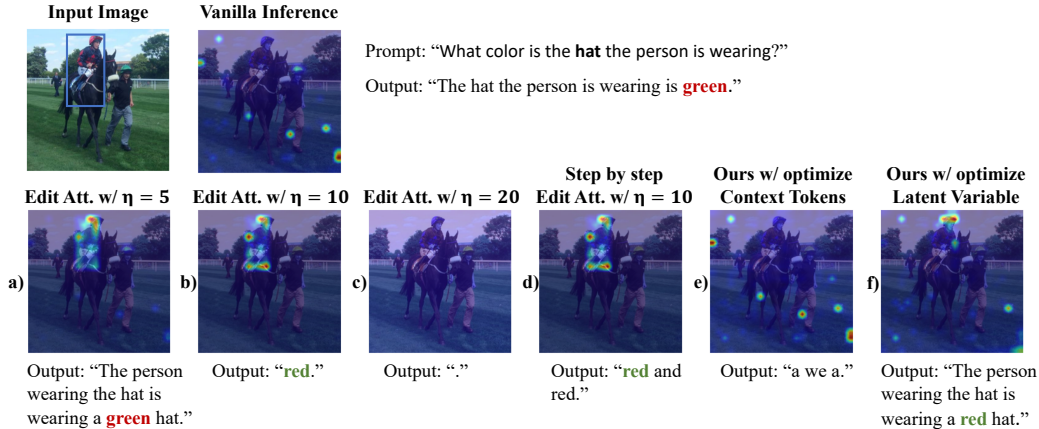 Input Image
Vanilla Inference
Prompt: “What color is the hat the person is wearing?”
Output: “The hat the person is wearing is green.”
Edit Att. w/ η = 5
Edit Att. w/ η = 10
Edit Att. w/ η = 20
Step by step
Edit Att. w/ η = 10
Ours w/ optimize
Context Tokens
Ours w/ optimize
Latent Variable
a)
b)
c)
d)
e)
f)
Output: “The person
wearing the hat is
wearing a green hat.”
Output: “red.”
Output: “.”
Output: “red and
red.”
Output: “a we a.”
Output: “The person
wearing the hat is
wearing a red hat.”